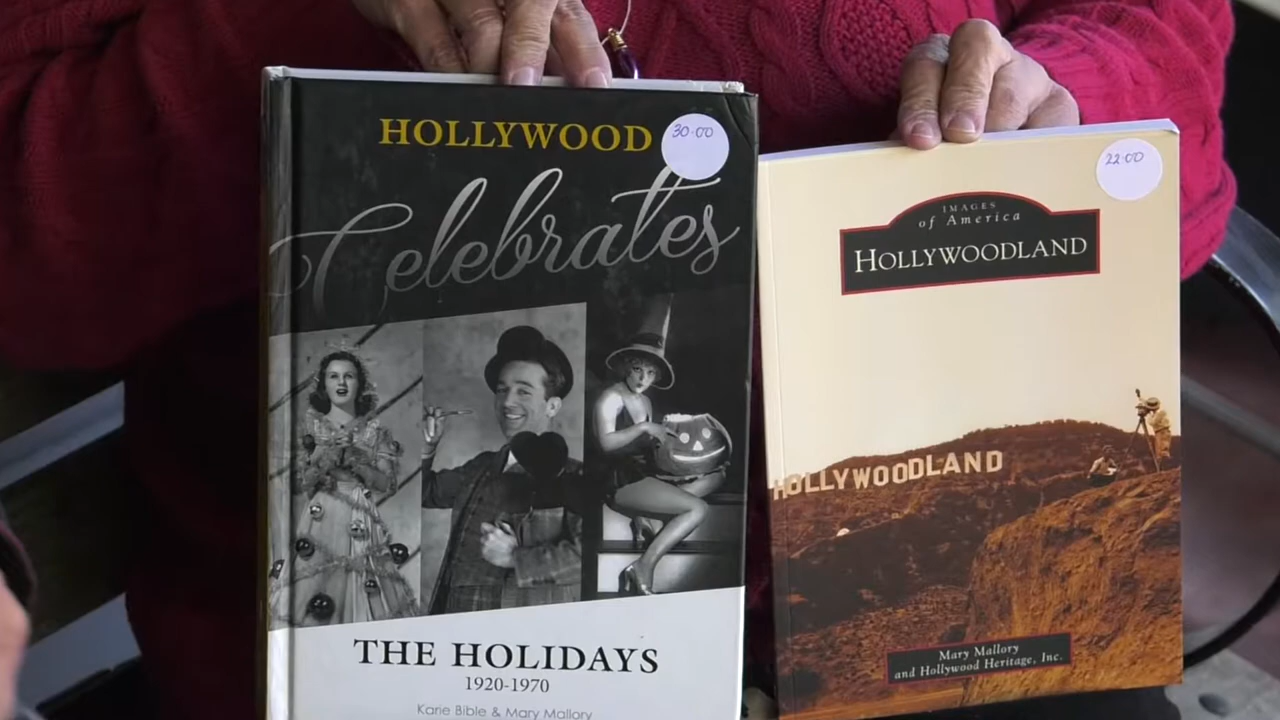 HOLLYWOOD
30.00
Celebrates
THE HOLIDAYS
1920-1970
Karie Bible & Mary Mallory
22.00
IMAGES
of America
HOLLYWOODLAND
HOLLYWOODLAND
Mary Mallory
and Hollywood Heritage, Inc.